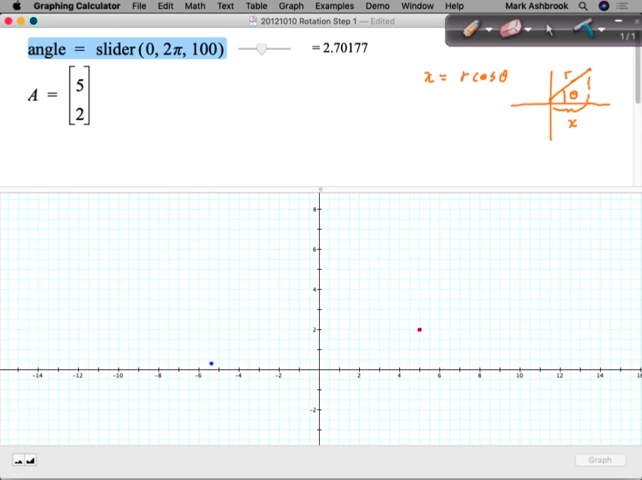 Graphing Calculator File Edit Math Text Table Graph Examples Demo Window Help Mark Ashbrook
20121010 Rotation Step 1 – Edited
1/1
angle = slider (0, 2π, 100) = 2.70177
A = [5 2]
x = r cos θ
r
θ
x
8
6
4
2
-2
-14 -12 -10 -8 -6 -4 -2 2 4 6 8 10 12 14 16
Graph